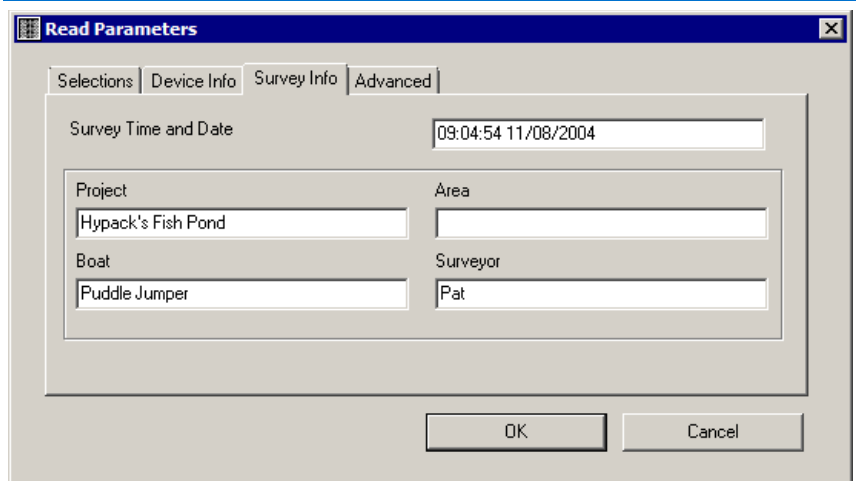 Read Parameters
Selections Device Info Survey Info Advanced
Survey Time and Date 09:04:54 11/08/2004
Project Area
Hypack's Fish Pond
Boat Surveyor
Puddle Jumper Pat
OK Cancel